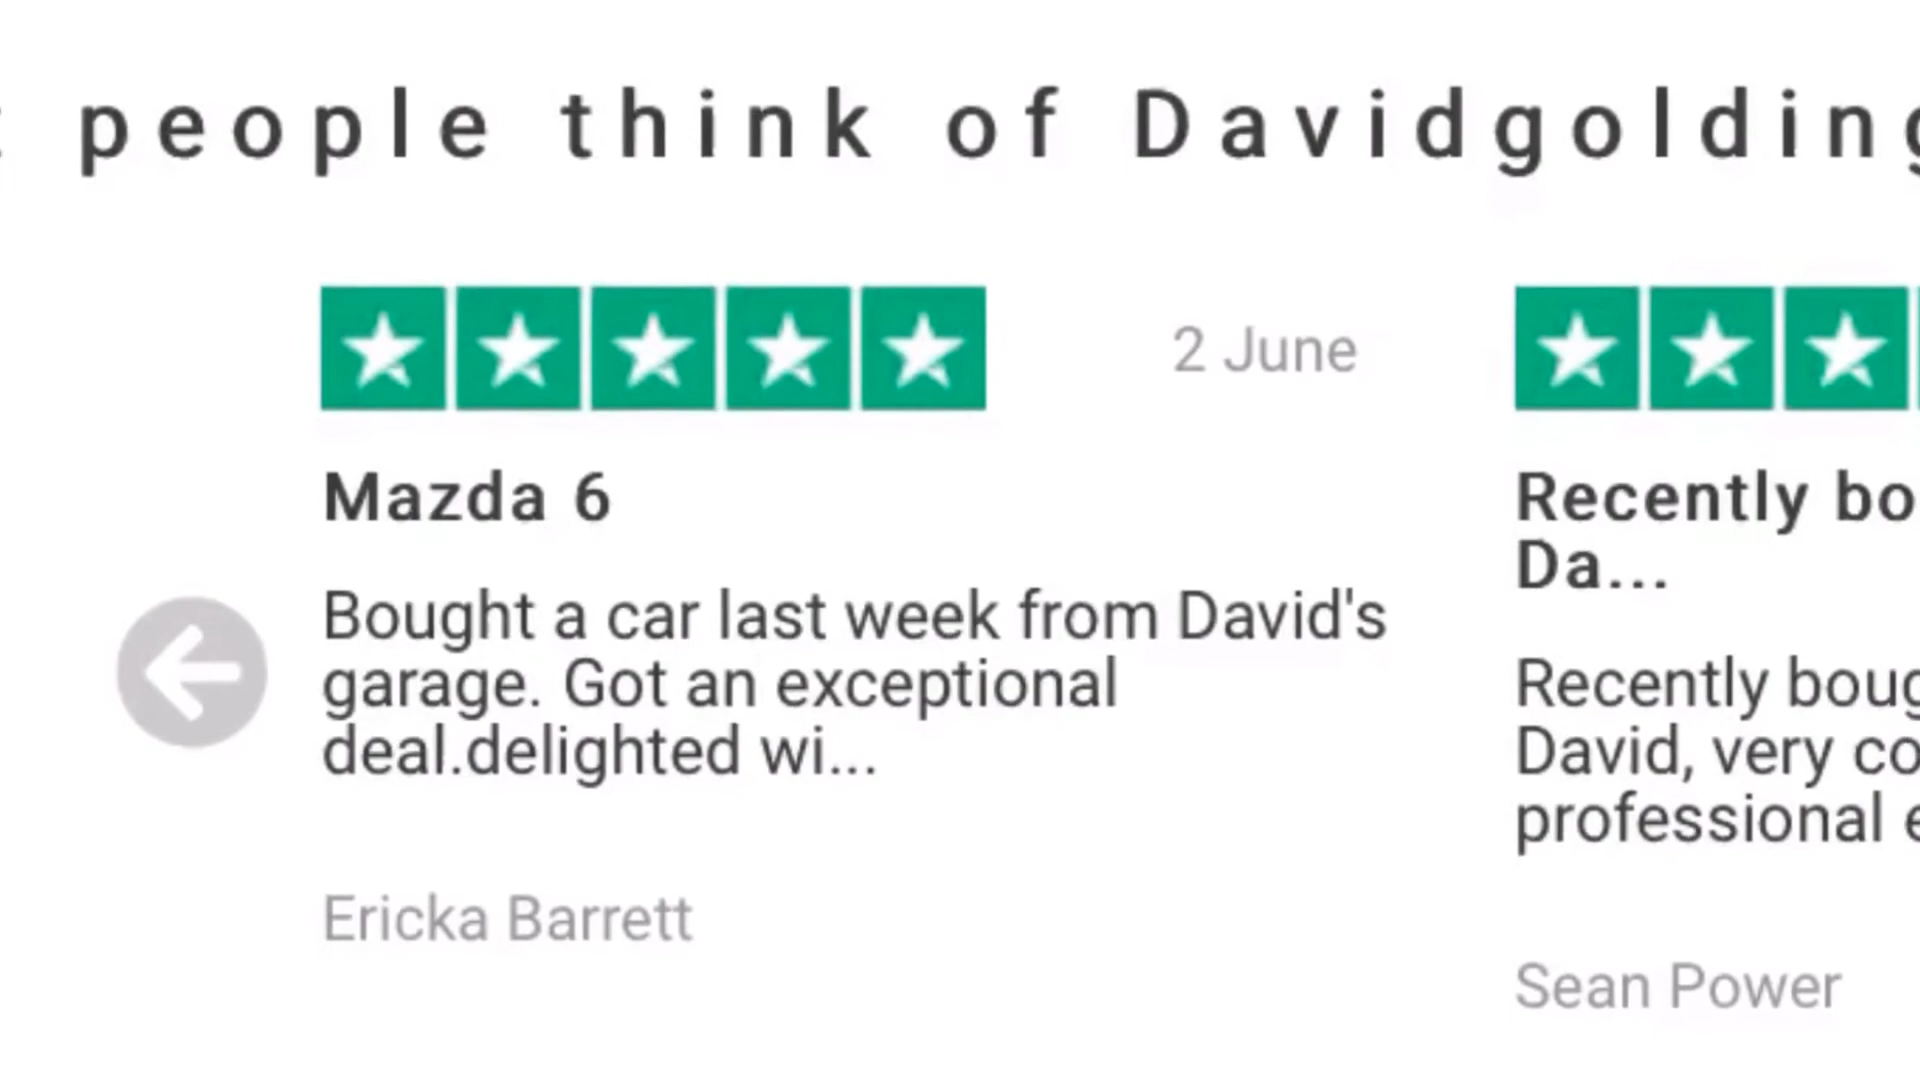 people think of Davidgolding
2 June
Mazda 6
Bought a car last week from David's
garage. Got an exceptional
deal.delighted wi...
Ericka Barrett
Recently bo
Da...
Recently boug
David, very co
professional e
Sean Power